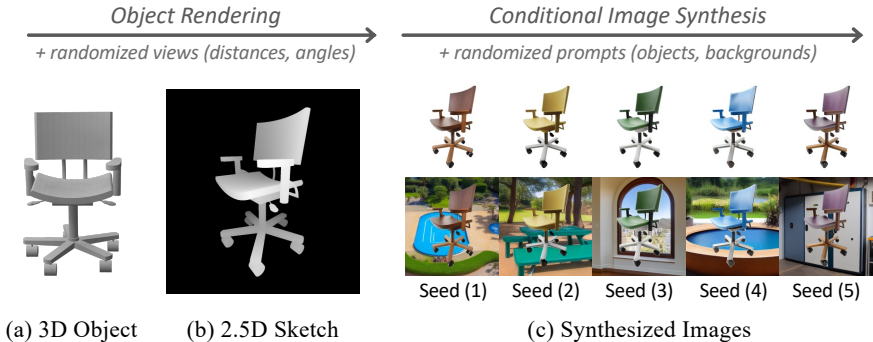 Object Rendering
+ randomized views (distances, angles)
Conditional Image Synthesis
+ randomized prompts (objects, backgrounds)
Seed (1)
Seed (2)
Seed (3)
Seed (4)
Seed (5)
(a) 3D Object
(b) 2.5D Sketch
(c) Synthesized Images